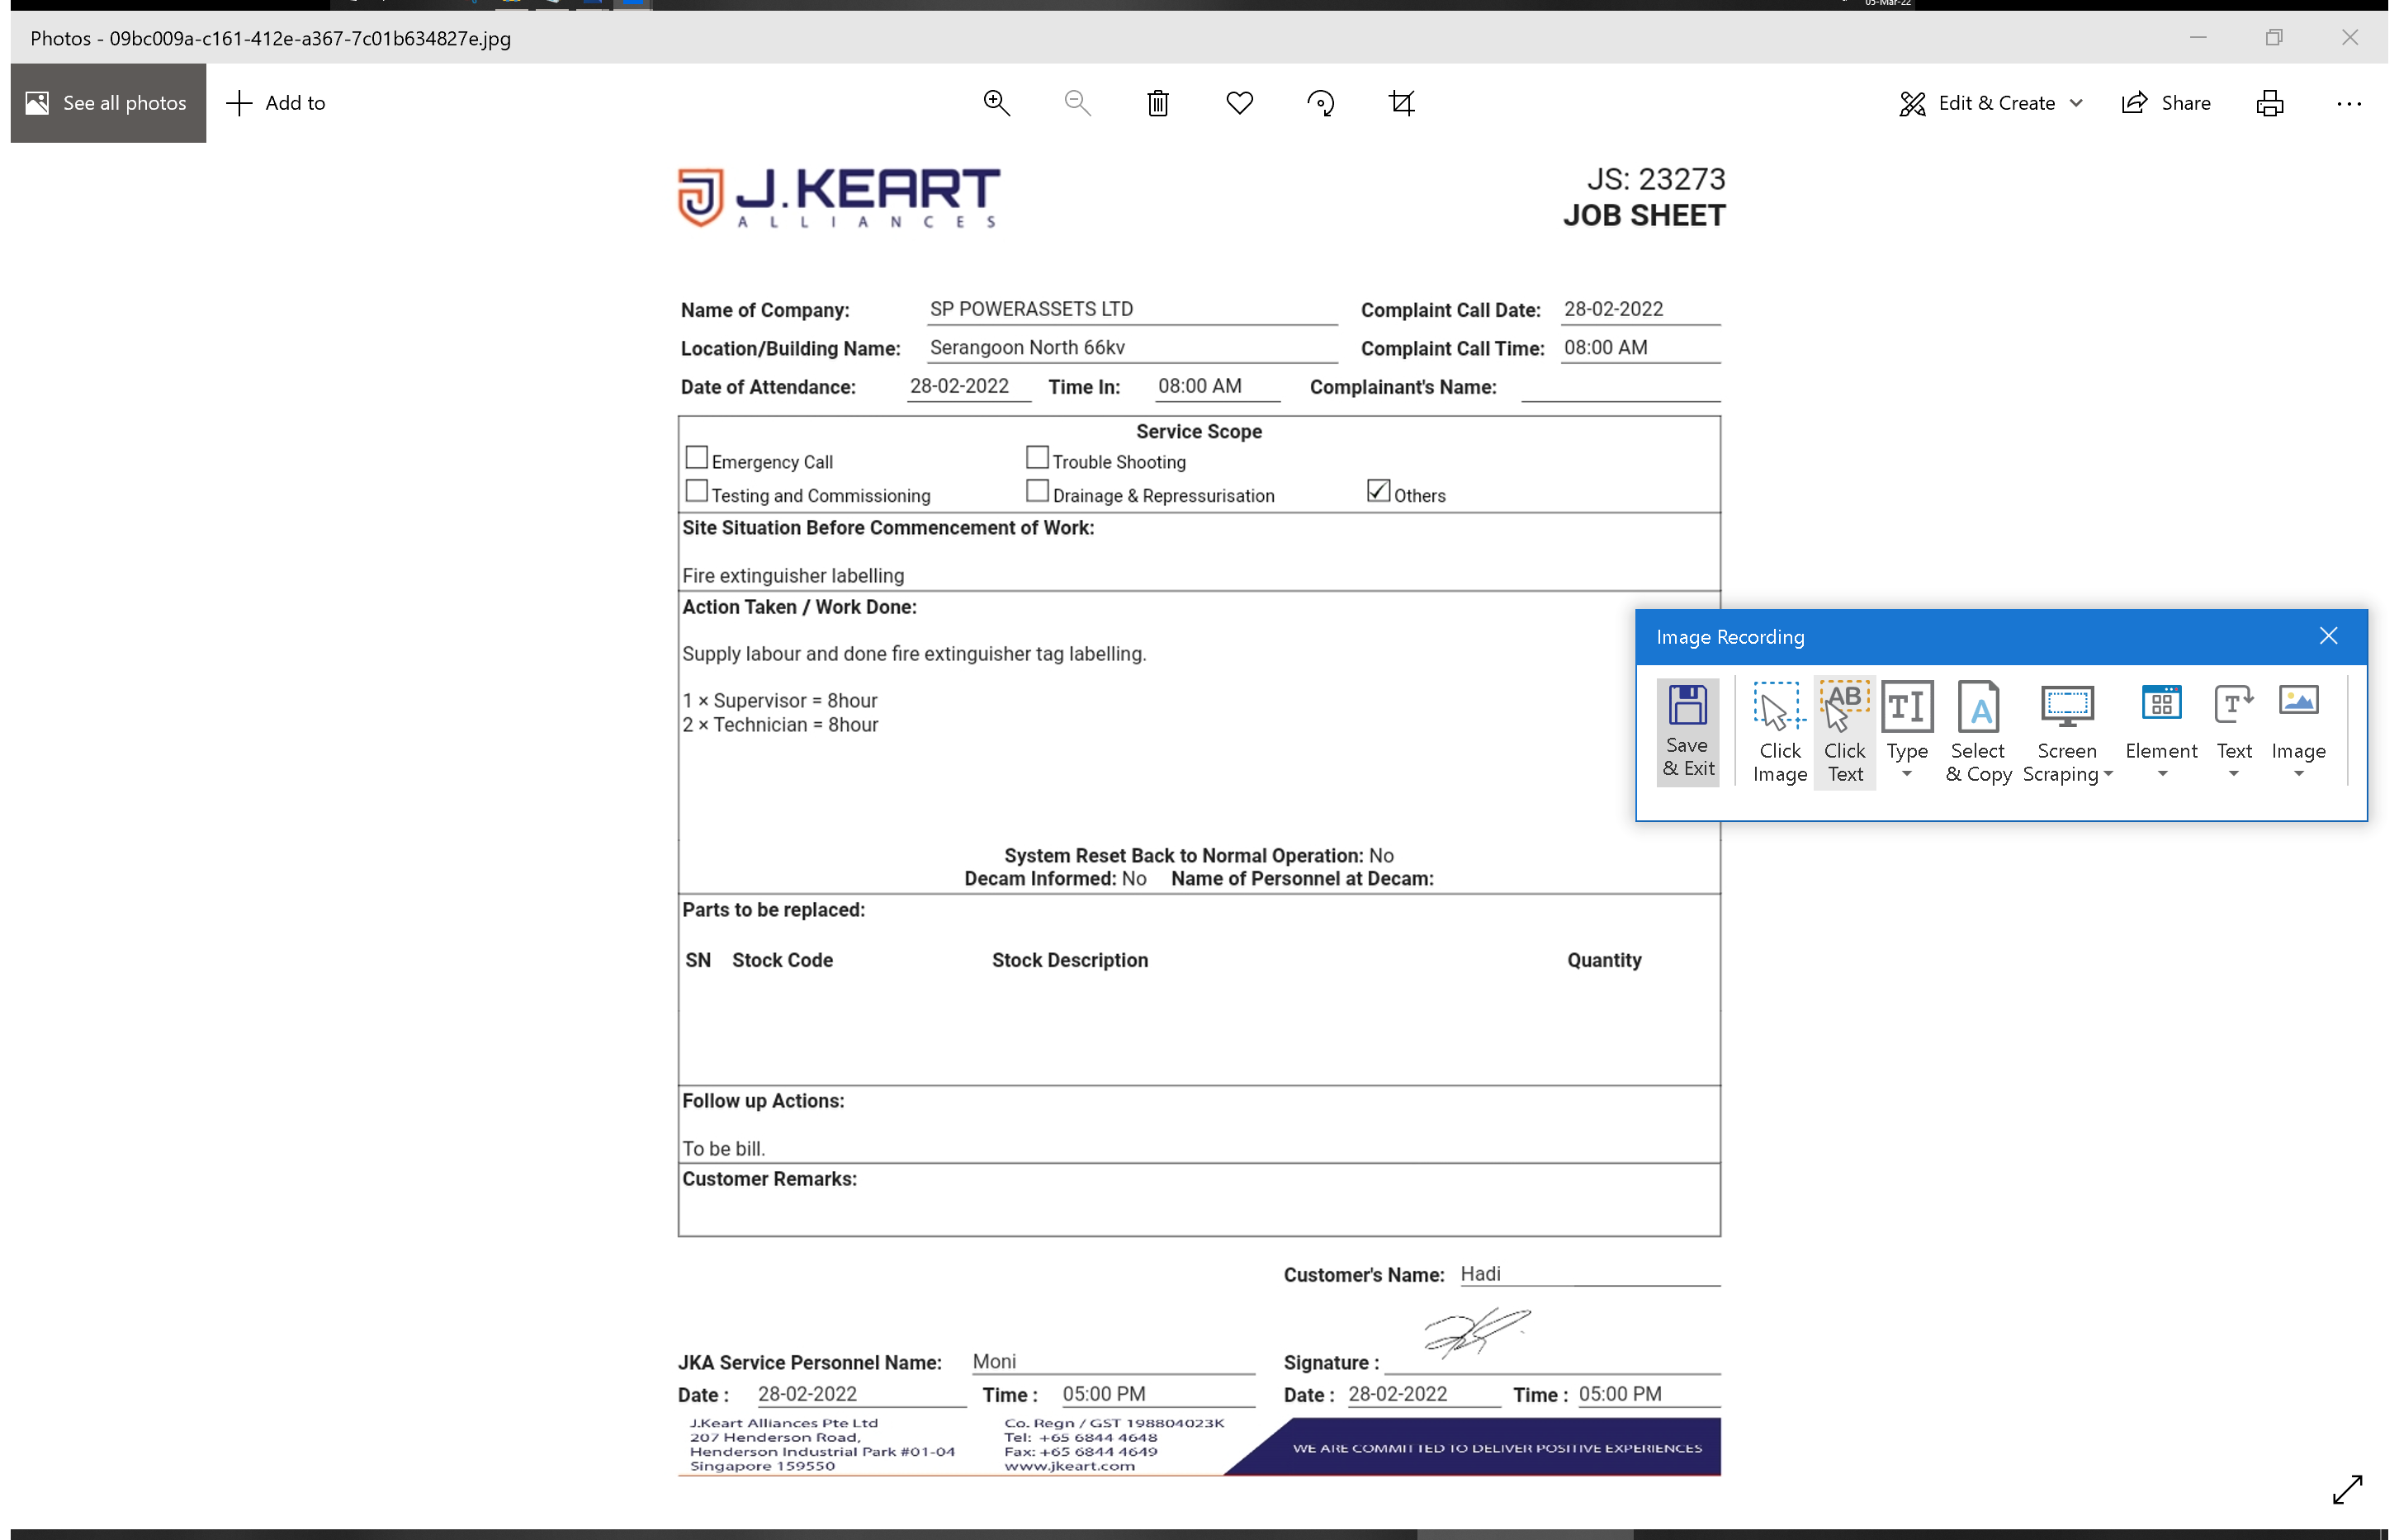 05-Mar-22
Photos - 09bc009a-c161-412e-a367-7c01b634827e.jpg
See all photos
Add to
Edit & Create
Share
J.KEART
ALLIANCES
JS: 23273
JOB SHEET
Name of Company: SP POWERASSETS LTD Complaint Call Date: 28-02-2022
Location/Building Name: Serangoon North 66kv Complaint Call Time: 08:00 AM
Date of Attendance: 28-02-2022 Time In: 08:00 AM Complainant's Name:
Service Scope
Emergency Call Trouble Shooting
Testing and Commissioning Drainage & Repressurisation Others
Site Situation Before Commencement of Work:
Fire extinguisher labelling
Action Taken / Work Done:
Supply labour and done fire extinguisher tag labelling.
1 × Supervisor = 8hour
2 × Technician = 8hour
System Reset Back to Normal Operation: No
Decam Informed: No Name of Personnel at Decam:
Parts to be replaced:
SN Stock Code Stock Description Quantity
Follow up Actions:
To be bill.
Customer Remarks:
Customer's Name: Hadi
JKA Service Personnel Name: Moni Signature :
Date : 28-02-2022 Time : 05:00 PM Date : 28-02-2022 Time : 05:00 PM
J.Keart Alliances Pte Ltd
207 Henderson Road,
Henderson Industrial Park #01-04
Singapore 159550
Co. Regn / GST 198804023K
Tel: +65 6844 4648
Fax: +65 6844 4649
www.jkeart.com
WE ARE COMMITTED TO DELIVER POSITIVE EXPERIENCES
Image Recording
Save & Exit
Click Image
AB
Click Text
TI
Type
A
Select & Copy
Screen Scraping
Element
T
Text
Image